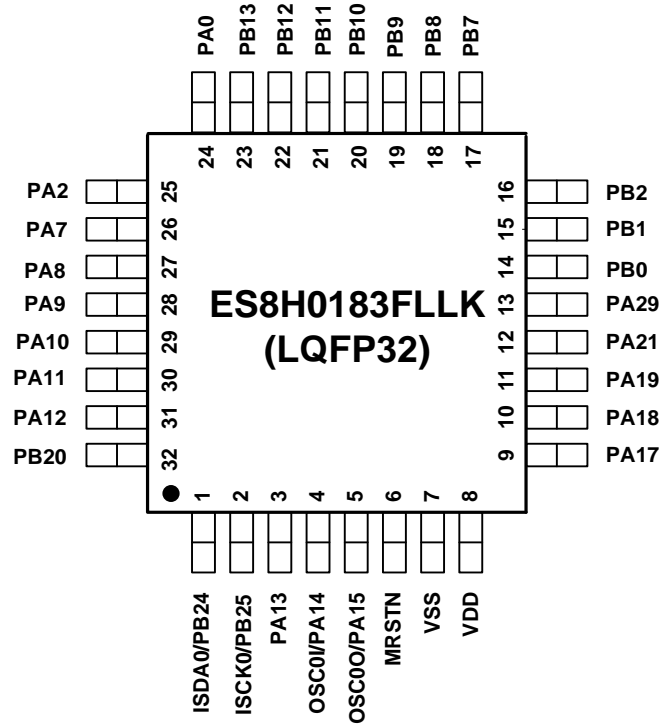 PA0
PB13
PB12
PB11
PB10
PB9
PB8
PB7
24
23
22
21
20
19
18
17
PA2 25
PA7 26
PA8 27
PA9 28
PA10 29
PA11 30
PA12 31
PB20 32
ES8H0183FLLK
(LQFP32)
16 PB2
15 PB1
14 PB0
13 PA29
12 PA21
11 PA19
10 PA18
9 PA17
1
2
3
4
5
6
7
8
ISDA0/PB24
ISCK0/PB25
PA13
OSC0I/PA14
OSC0O/PA15
MRSTN
VSS
VDD